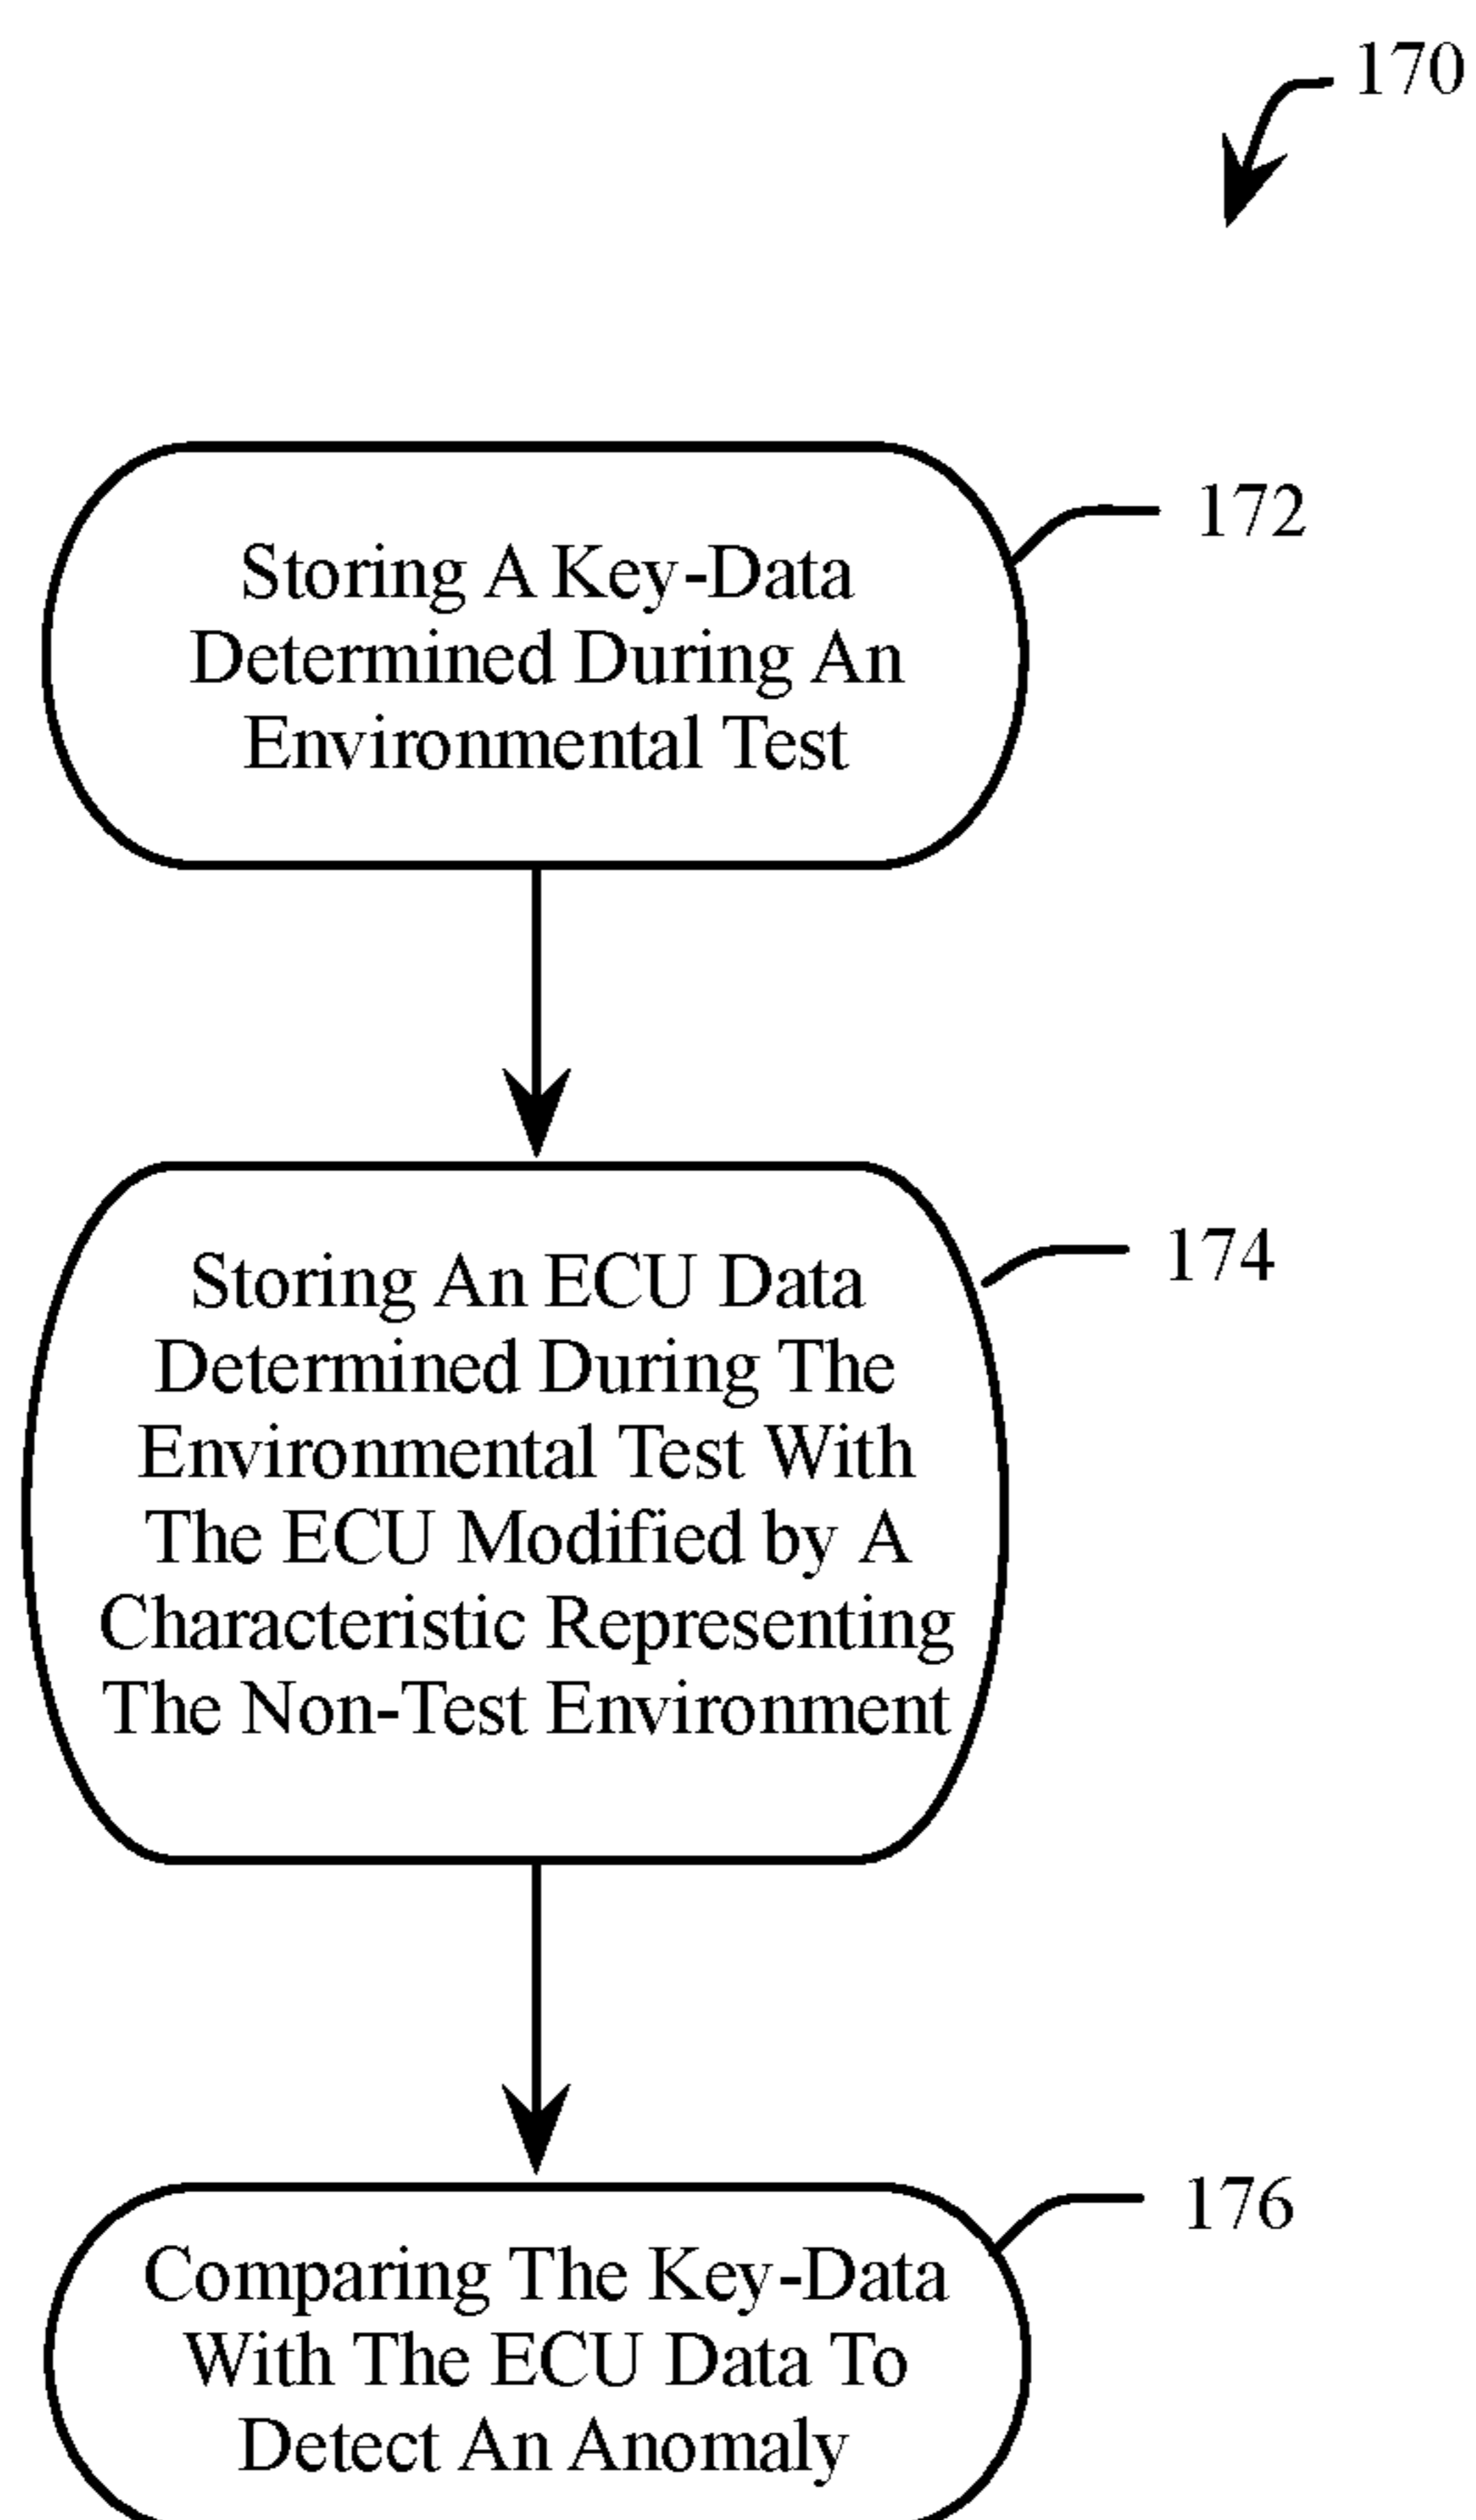 170
172
Storing A Key-Data
Determined During An
Environmental Test
174
Storing An ECU Data
Determined During The
Environmental Test With
The ECU Modified by A
Characteristic Representing
The Non-Test Environment
176
Comparing The Key-Data
With The ECU Data To
Detect An Anomaly